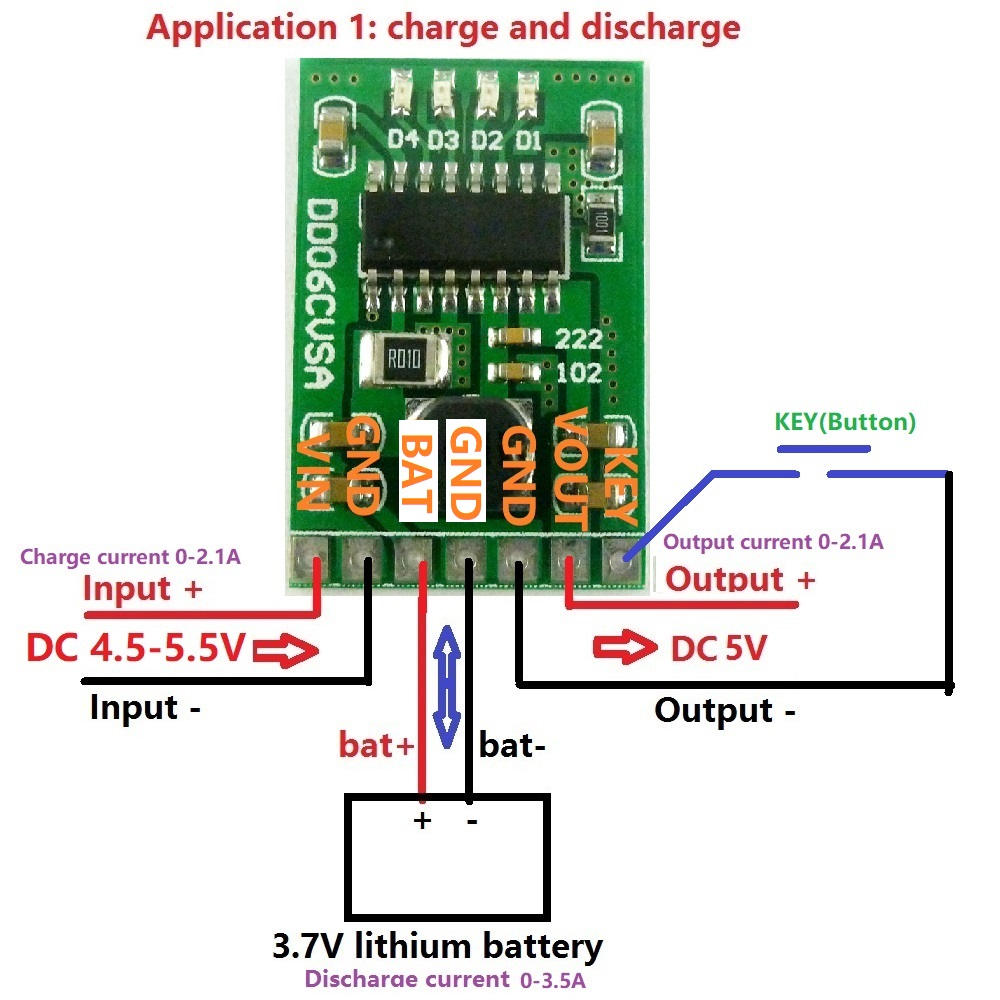 Application 1: charge and discharge
D4 D3 D2 D1
DD06CVSA
1001
R010
222
102
VIN
GND
BAT
GND
GND
VOUT
KEY
KEY(Button)
Charge current 0-2.1A
Input +
DC 4.5-5.5V
Input -
Output current 0-2.1A
Output +
DC 5V
Output -
bat+
bat-
+ -
3.7V lithium battery
Discharge current 0-3.5A